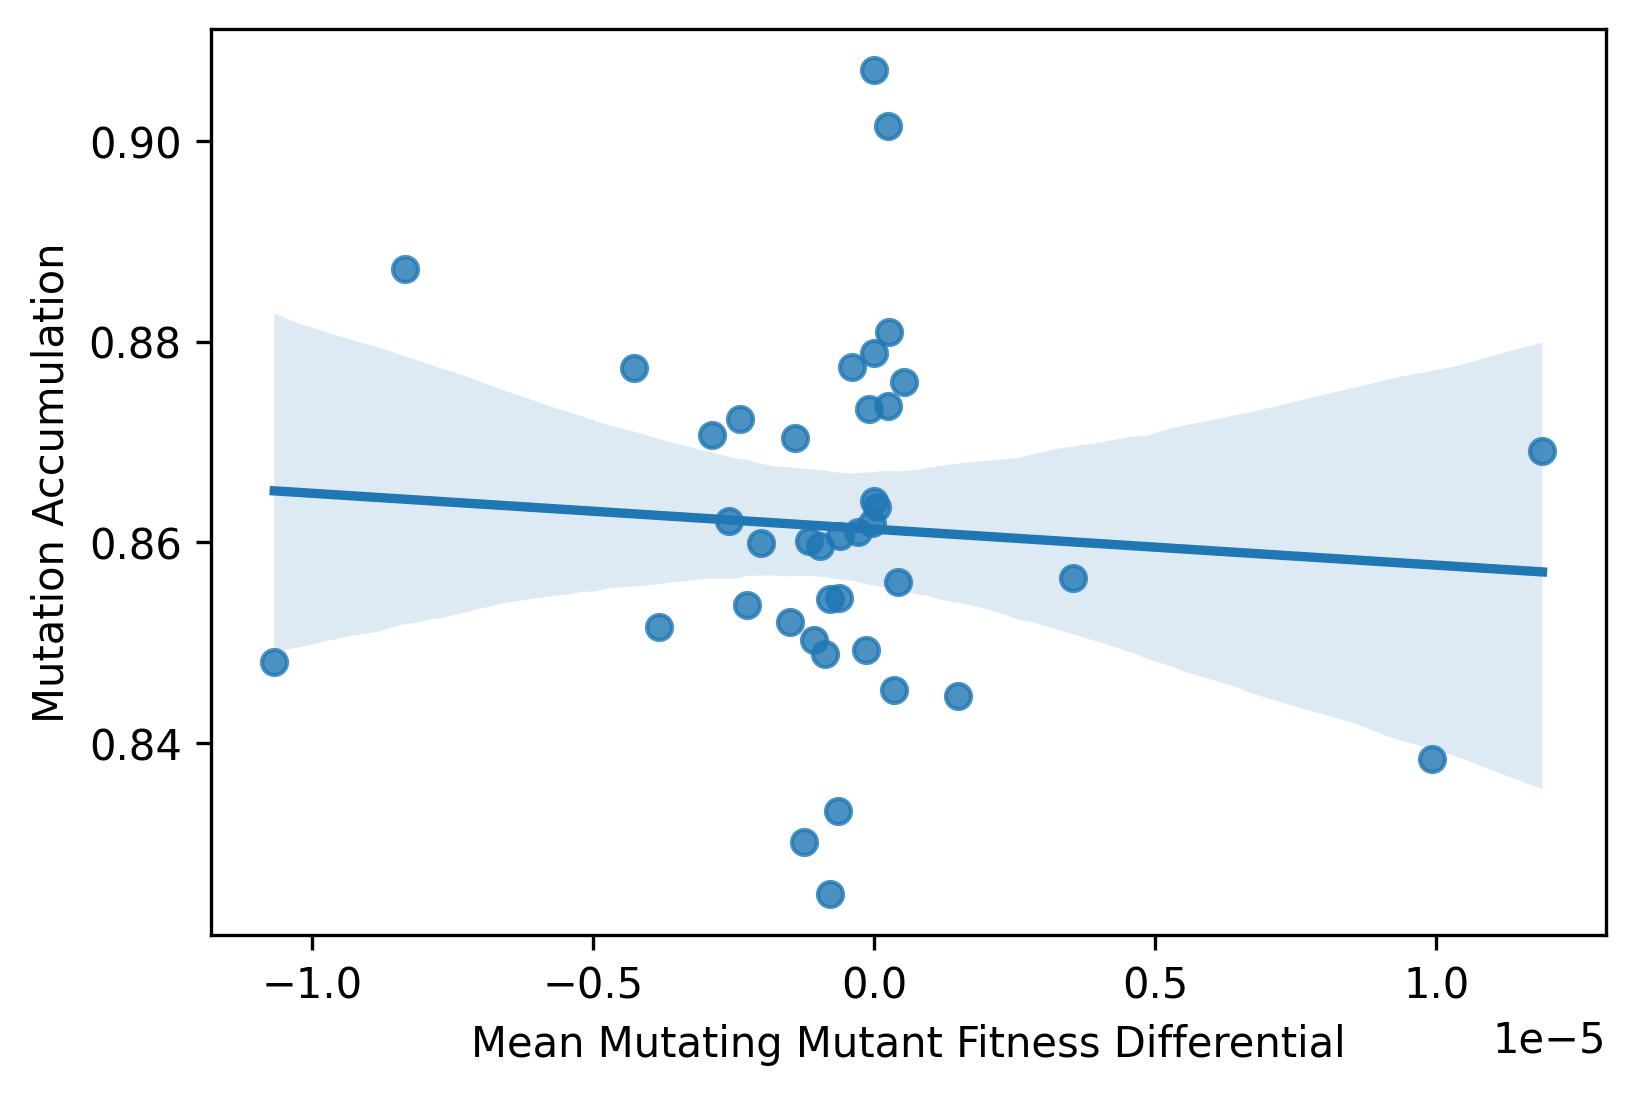 0.90
0.88
0.86
0.84
Mutation Accumulation
−1.0 −0.5 0.0 0.5 1.0
1e−5
Mean Mutating Mutant Fitness Differential